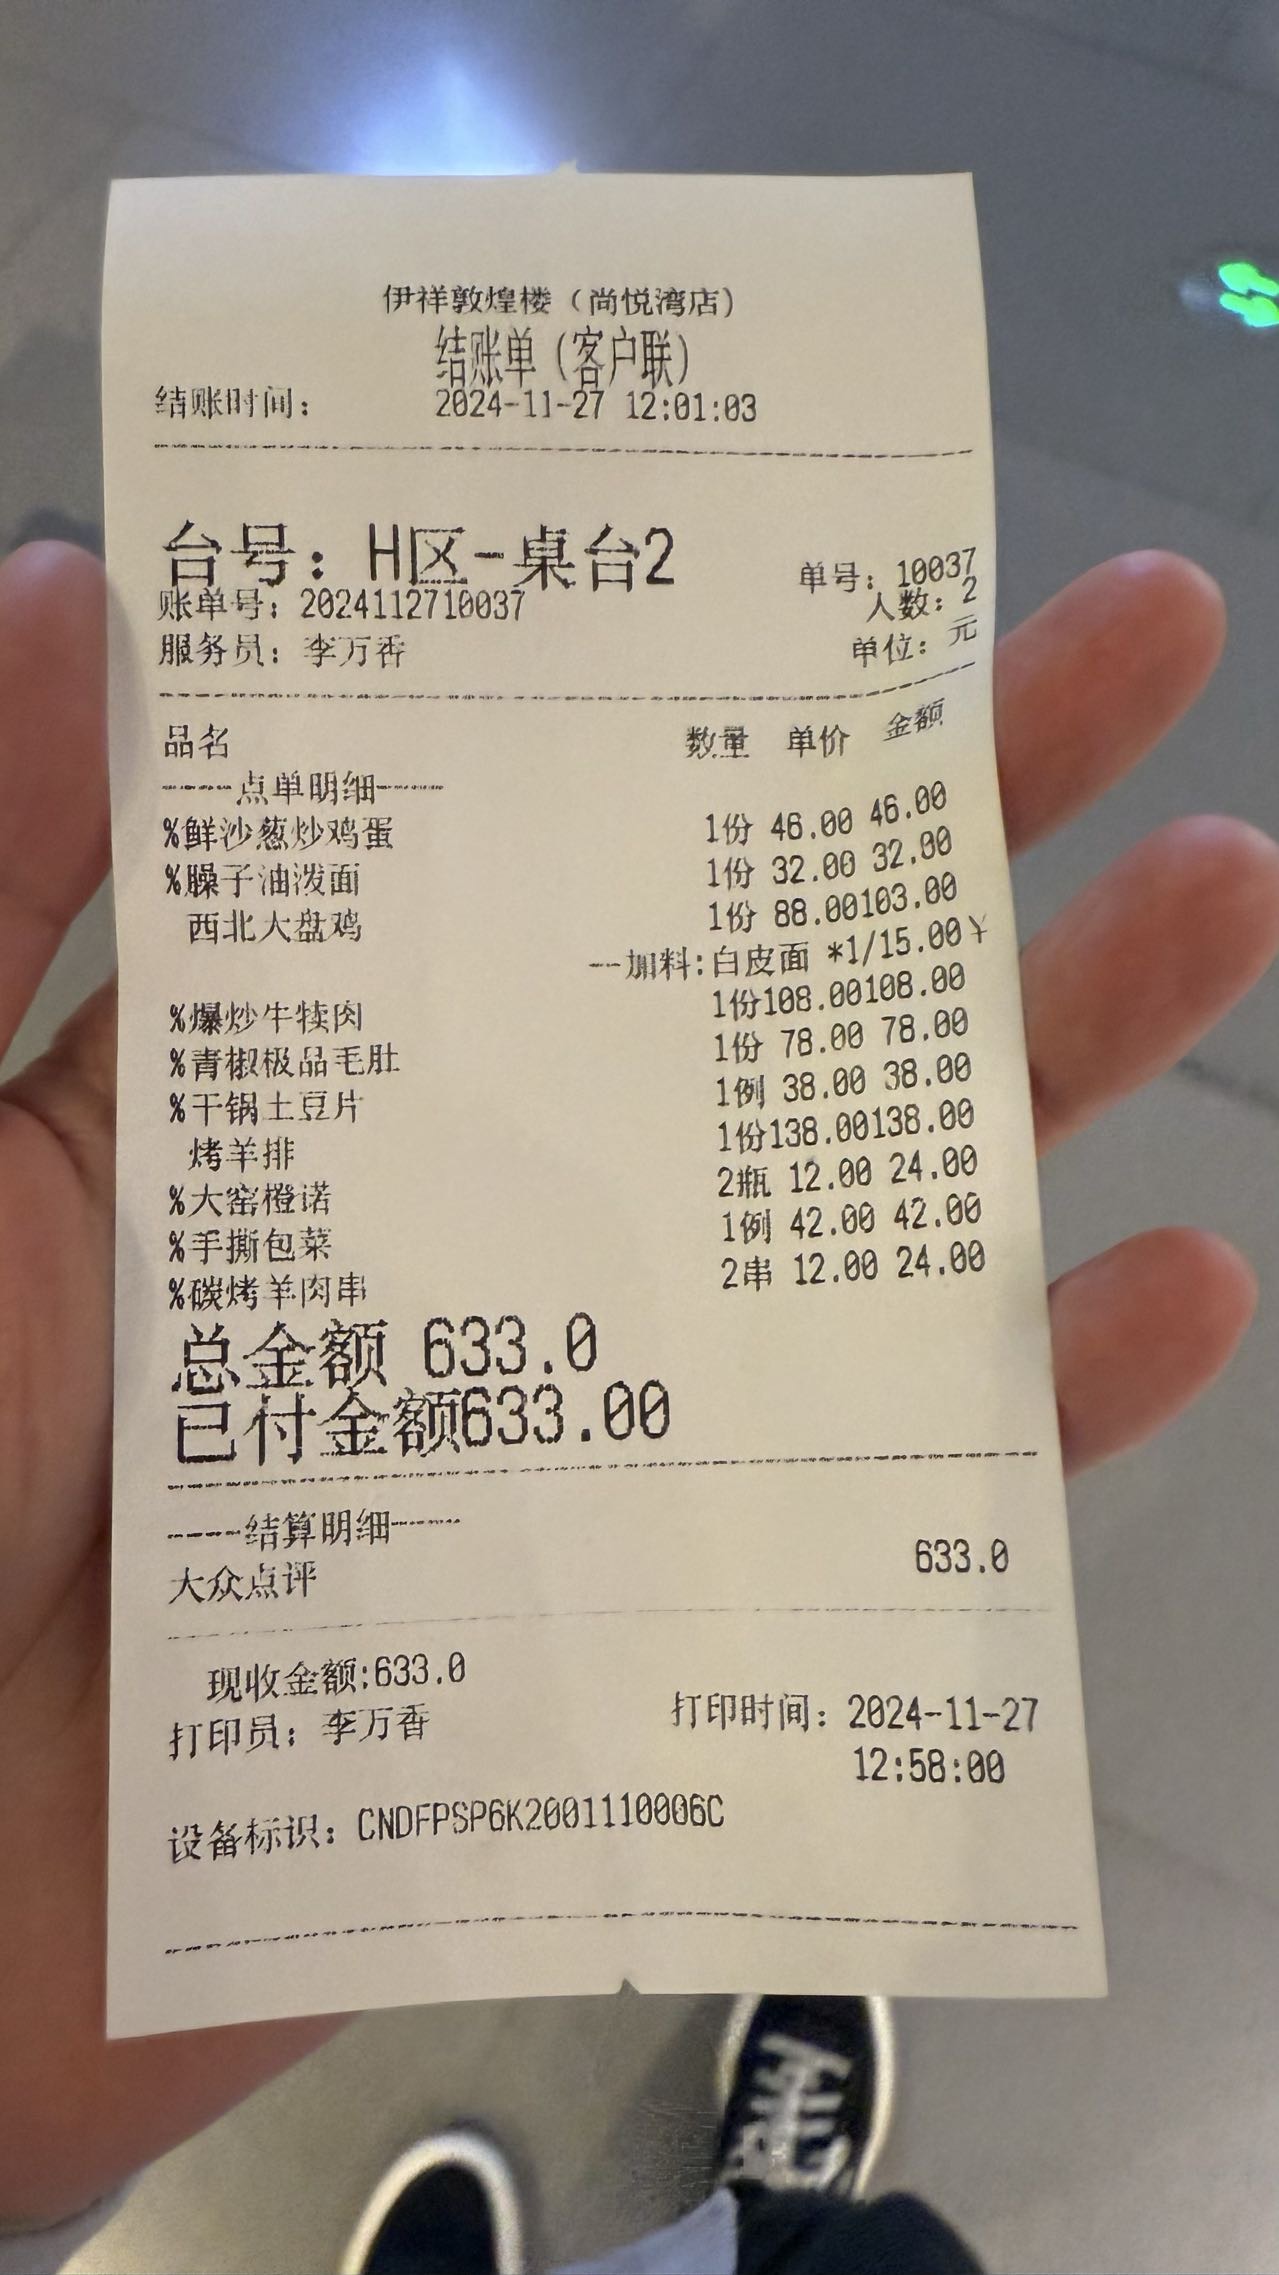 伊祥敦煌楼（尚悦湾店）
结账单（客户联）
结账时间： 2024-11-27 12:01:03
台号：H区-桌台2
单号：10037
账单号：2024112710037 人数：2
服务员：李万香 单位：元
品名 数量 单价 金额
----点单明细----
%鲜沙葱炒鸡蛋 1份 46.00 46.00
%臊子油泼面 1份 32.00 32.00
西北大盘鸡 1份 88.00103.00
--加料:白皮面 *1/15.00￥
%爆炒牛犊肉 1份108.00108.00
%青椒极品毛肚 1份 78.00 78.00
%干锅土豆片 1例 38.00 38.00
烤羊排 1份138.00138.00
%大窑橙诺 2瓶 12.00 24.00
%手撕包菜 1例 42.00 42.00
%碳烤羊肉串 2串 12.00 24.00
总金额 633.0
已付金额633.00
----结算明细----
大众点评 633.0
现收金额:633.0
打印员：李万香 打印时间：2024-11-27
12:58:00
设备标识：CNDFPSP6K2001110006C